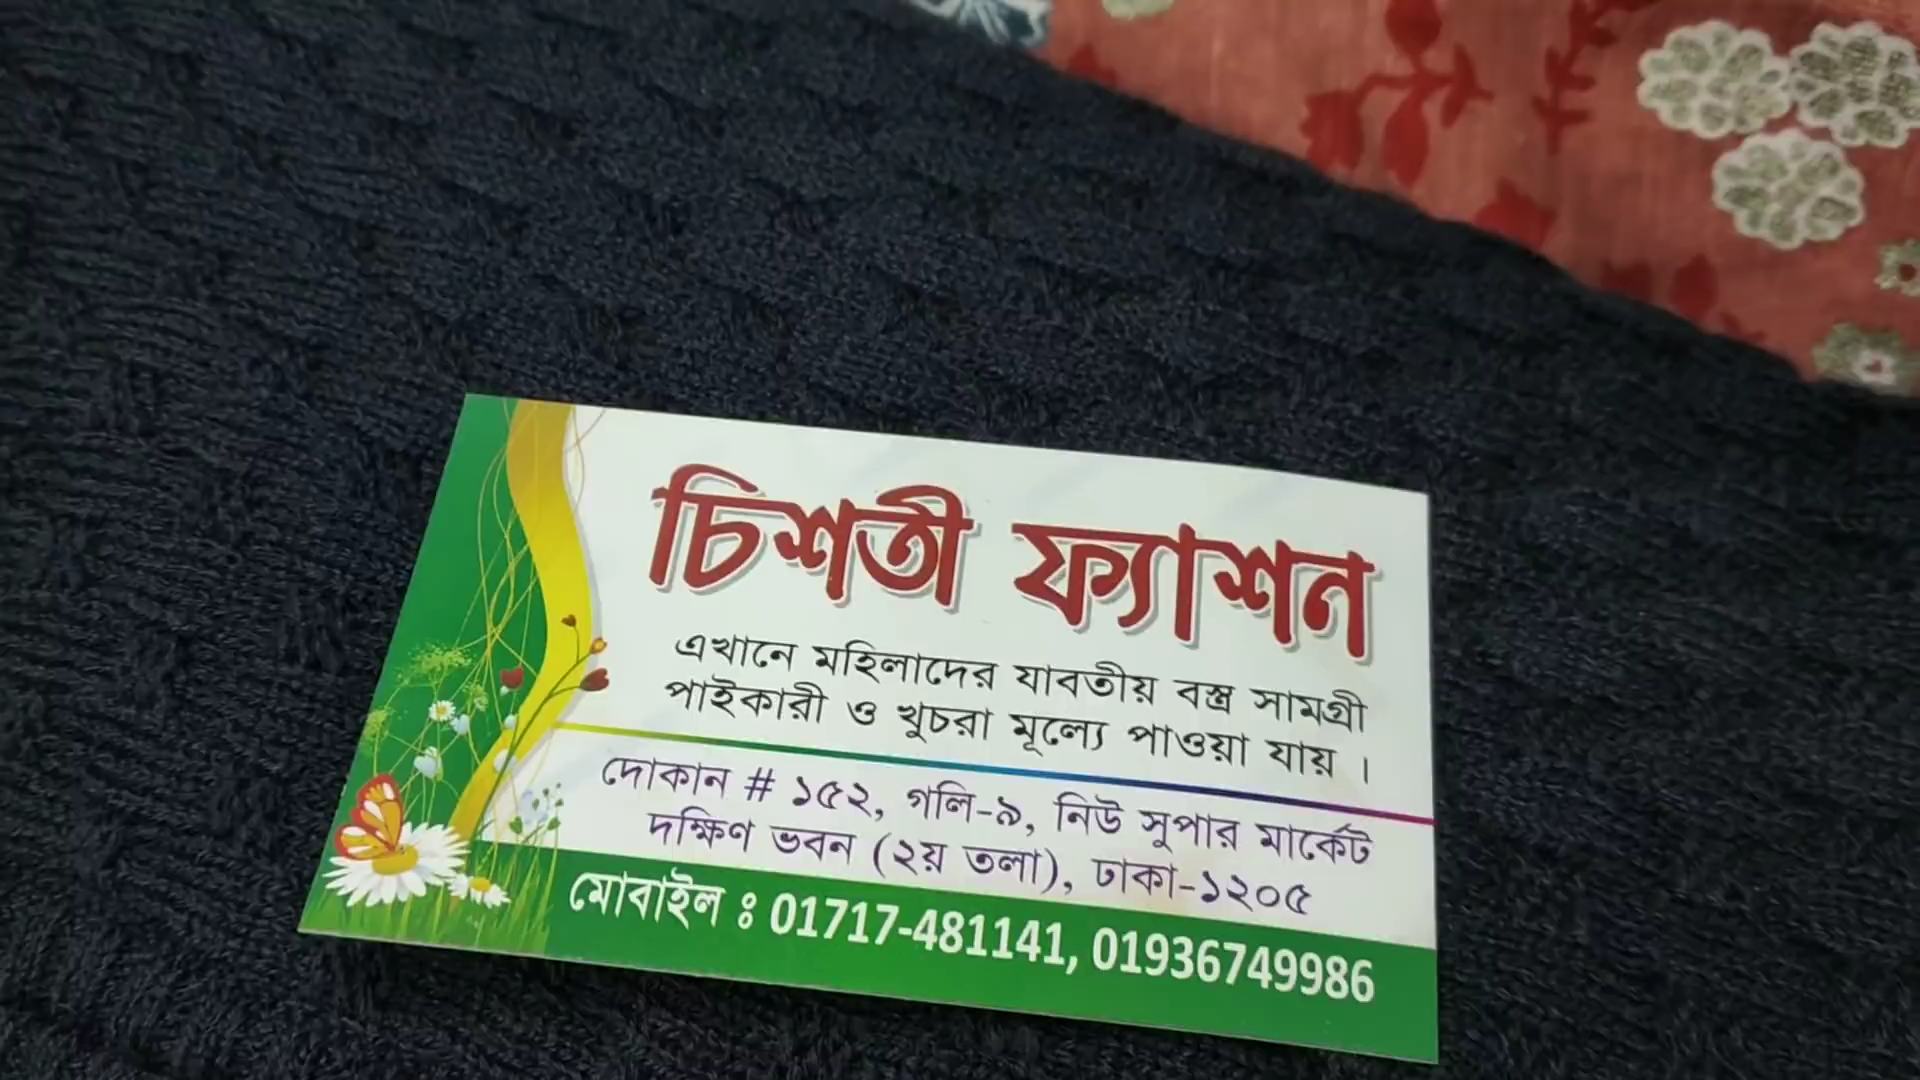 চিশতী ফ্যাশন
এখানে মহিলাদের যাবতীয় বস্ত্র সামগ্রী
পাইকারী ও খুচরা মূল্যে পাওয়া যায় ।
দোকান # ১৫২, গলি-৯, নিউ সুপার মার্কেট
দক্ষিণ ভবন (২য় তলা), ঢাকা-১২০৫
মোবাইল ঃ 01717-481141, 01936749986